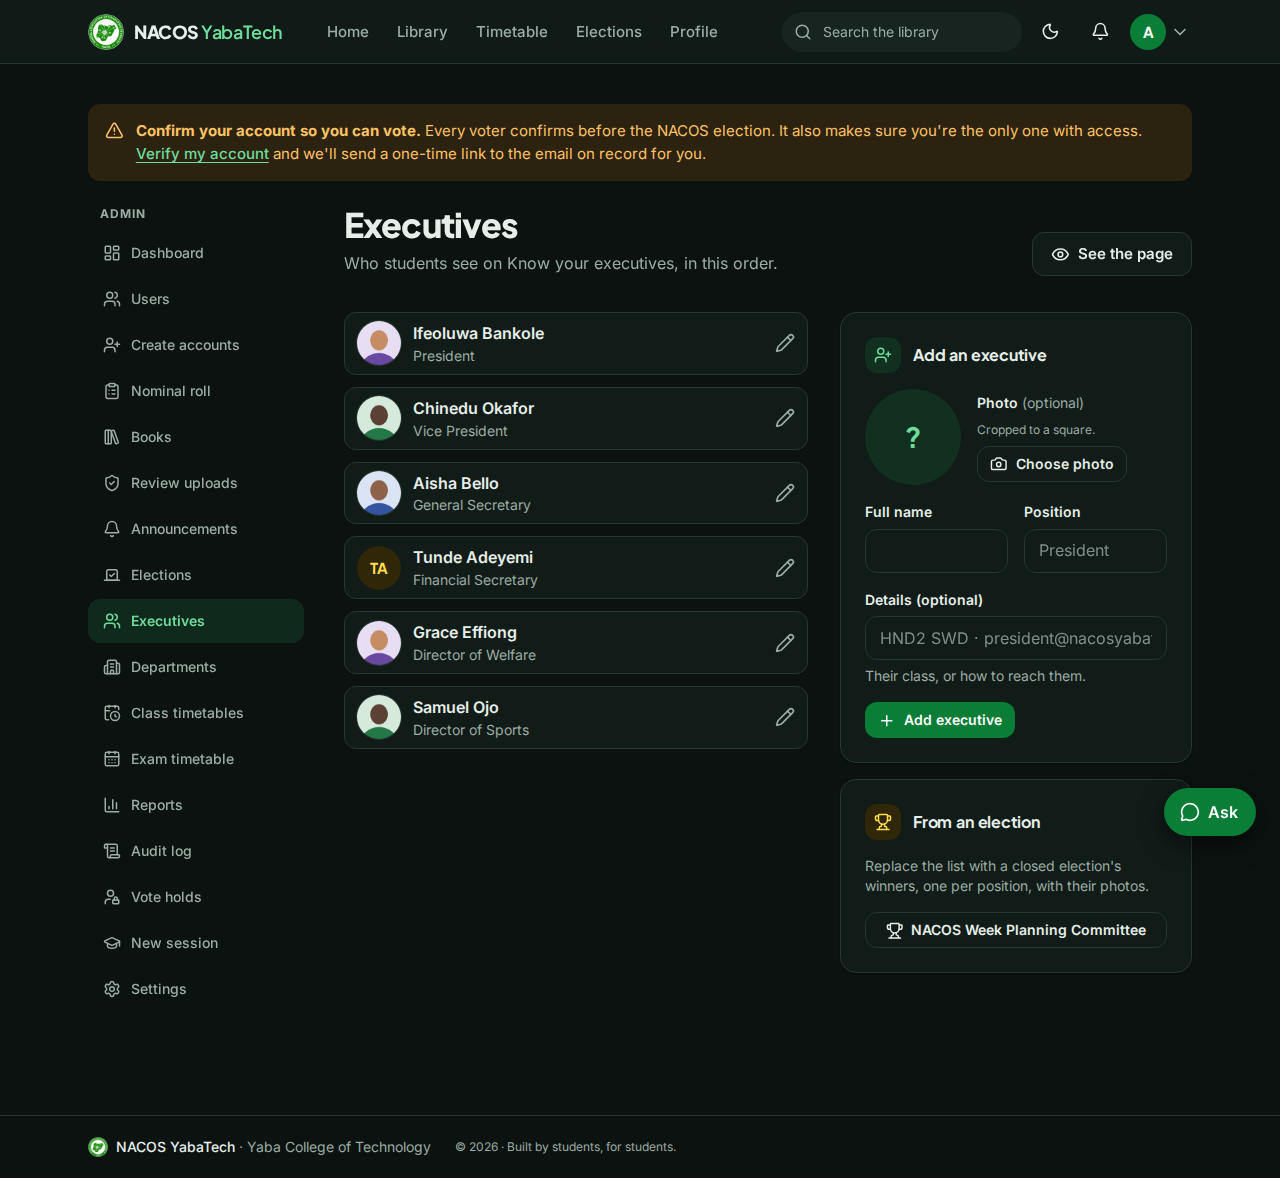 NACOS YabaTech
Home
Library
Timetable
Elections
Profile
Search the library
A
Confirm your account so you can vote. Every voter confirms before the NACOS election. It also makes sure you're the only one with access.
Verify my account and we'll send a one-time link to the email on record for you.
ADMIN
Dashboard
Users
Create accounts
Nominal roll
Books
Review uploads
Announcements
Elections
Executives
Departments
Class timetables
Exam timetable
Reports
Audit log
Vote holds
New session
Settings
Executives
Who students see on Know your executives, in this order.
See the page
Ifeoluwa Bankole
President
Chinedu Okafor
Vice President
Aisha Bello
General Secretary
TA
Tunde Adeyemi
Financial Secretary
Grace Effiong
Director of Welfare
Samuel Ojo
Director of Sports
Add an executive
?
Photo (optional)
Cropped to a square.
Choose photo
Full name
Position
President
Details (optional)
HND2 SWD · president@nacosyaba
Their class, or how to reach them.
Add executive
From an election
Replace the list with a closed election's
winners, one per position, with their photos.
NACOS Week Planning Committee
Ask
NACOS YabaTech · Yaba College of Technology
© 2026 · Built by students, for students.